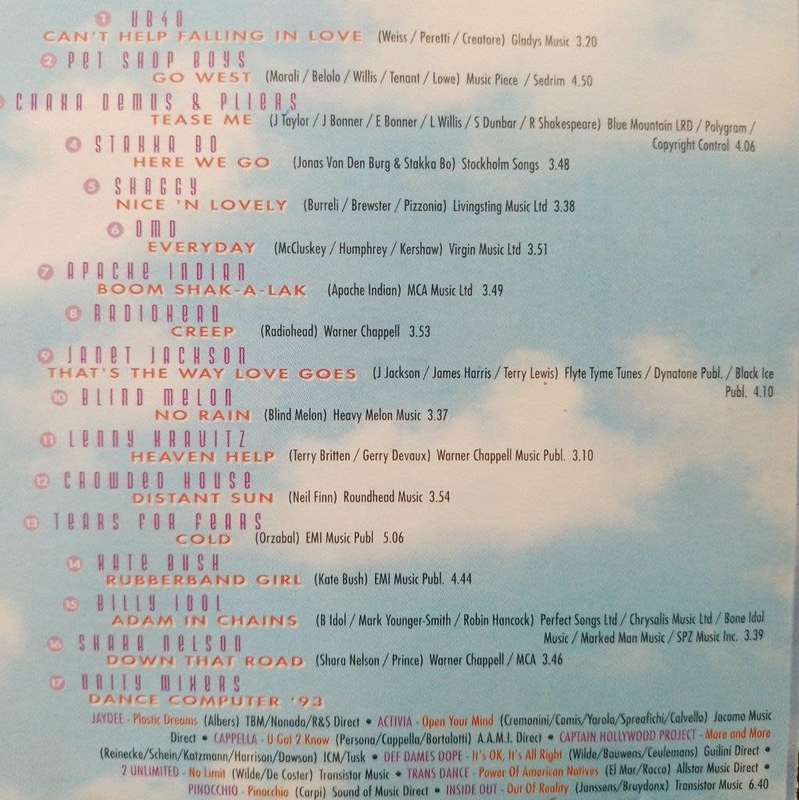 1 UB40
CAN'T HELP FALLING IN LOVE (Weiss / Peretti / Creatore) Gladys Music 3.20
2 PET SHOP BOYS
GO WEST (Morali / Belolo / Willis / Tenant / Lowe) Music Piece / Sedrim 4.50
CHAKA DEMUS & PLIERS
TEASE ME (J Taylor / J Bonner / E Bonner / L Willis / S Dunbar / R Shakespeare) Blue Mountain LRD / Polygram /
Copyright Control 4.06
4 STAKKA BO
HERE WE GO (Jonas Von Den Burg & Stakka Bo) Stockholm Songs 3.48
5 SHAGGY
NICE 'N LOVELY (Burreli / Brewster / Pizzonia) Livingsting Music Ltd 3.38
6 OMD
EVERYDAY (McCluskey / Humphrey / Kershaw) Virgin Music Ltd 3.51
7 APACHE INDIAN
BOOM SHAK-A-LAK (Apache Indian) MCA Music Ltd 3.49
8 RADIOHEAD
CREEP (Radiohead) Warner Chappell 3.53
9 JANET JACKSON
THAT'S THE WAY LOVE GOES (J Jackson / James Harris / Terry Lewis) Flyte Tyme Tunes / Dynatone Publ. / Black Ice
Publ. 4.10
10 BLIND MELON
NO RAIN (Blind Melon) Heavy Melon Music 3.37
11 LENNY KRAVITZ
HEAVEN HELP (Terry Britten / Gerry Devaux) Warner Chappell Music Publ. 3.10
12 CROWDED HOUSE
DISTANT SUN (Neil Finn) Roundhead Music 3.54
13 TEARS FOR FEARS
COLD (Orzabal) EMI Music Publ 5.06
14 KATE BUSH
RUBBERBAND GIRL (Kate Bush) EMI Music Publ. 4.44
15 BILLY IDOL
ADAM IN CHAINS (B Idol / Mark Younger-Smith / Robin Hancock) Perfect Songs Ltd / Chrysalis Music Ltd / Bone Idol
Music / Marked Man Music / SPZ Music Inc. 3.39
16 SHARA NELSON
DOWN THAT ROAD (Shara Nelson / Prince) Warner Chappell / MCA 3.46
17 UNITY MIXERS
DANCE COMPUTER '93
JAYDEE - Plastic Dreams (Albers) TBM/Nanada/R&S Direct • ACTIVIA - Open Your Mind (Cremonini/Comis/Yarola/Spreafichi/Calvello) Jacomo Music
Direct • CAPPELLA - U Got 2 Know (Persona/Cappella/Bortolotti) A.A.M.I. Direct • CAPTAIN HOLLYWOOD PROJECT - More and More
(Reinecke/Schein/Katzmann/Harrison/Dawson) ICM/Tusk • DEF DAMES DOPE - It's OK, It's All Right (Wilde/Bauwens/Ceulemans) Guilini Direct •
2 UNLIMITED - No Limit (Wilde/De Coster) Transistor Music • TRANS DANCE - Power Of American Natives (El Mar/Racco) Allstar Music Direct •
PINOCCHIO - Pinocchio (Carpi) Sound of Music Direct • INSIDE OUT - Out Of Reality (Janssens/Bruydonx) Transistor Music 6.40